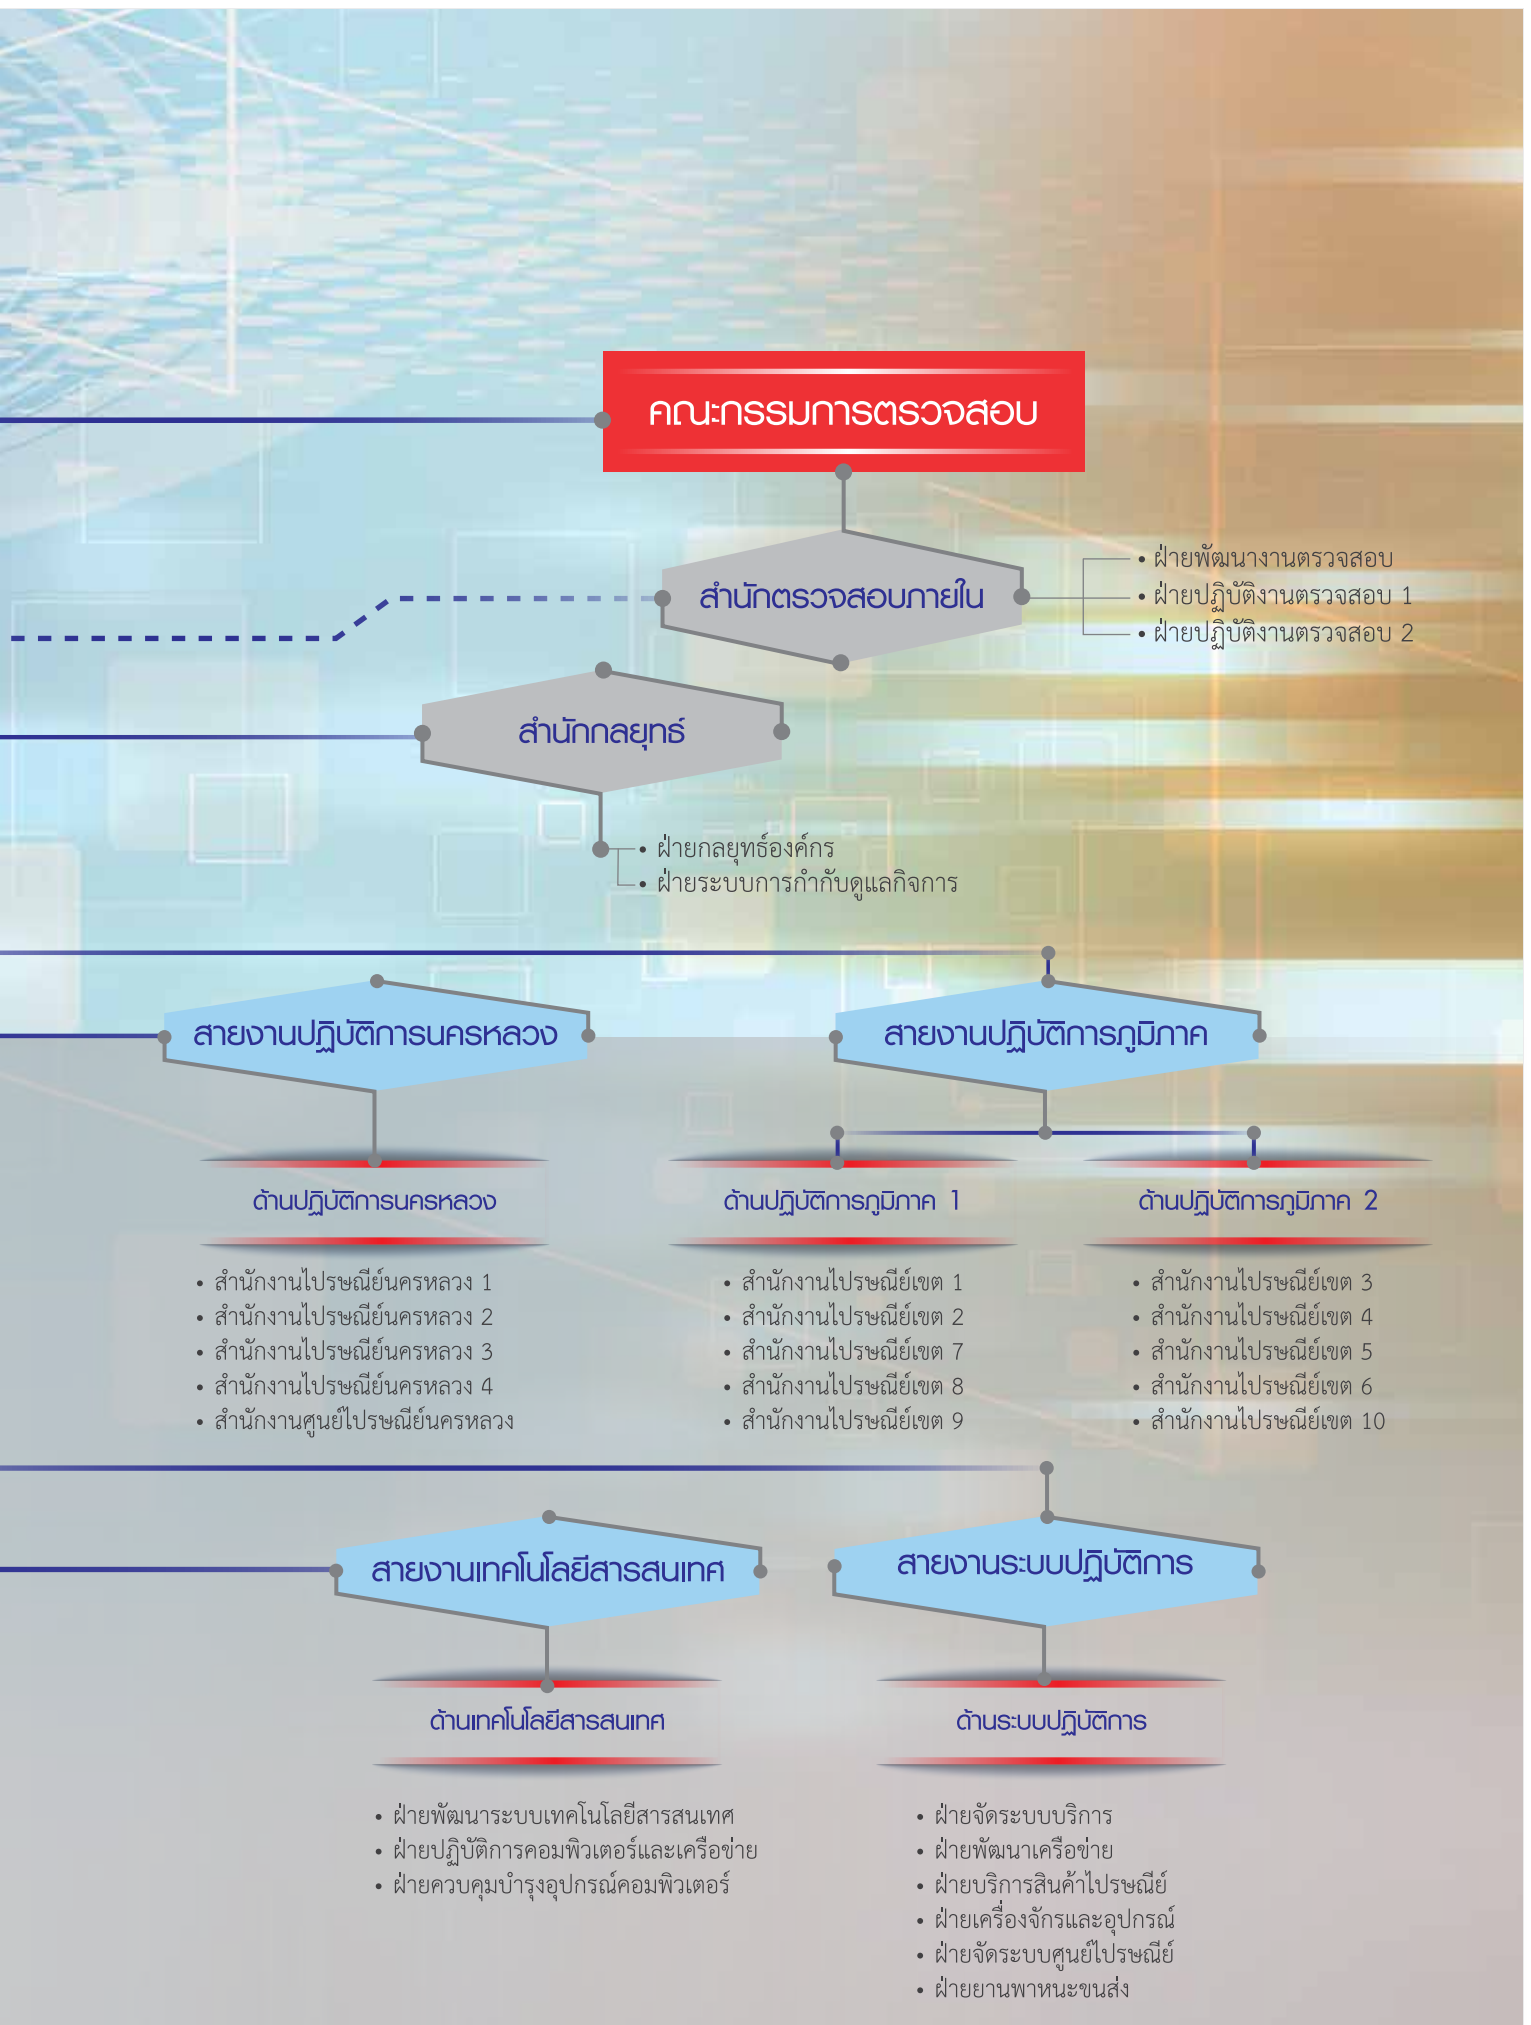 คณะกรรมการตรวจสอบ
สำนักตรวจสอบภายใน
• ฝ่ายพัฒนางานตรวจสอบ
• ฝ่ายปฏิบัติงานตรวจสอบ 1
• ฝ่ายปฏิบัติงานตรวจสอบ 2
สำนักกลยุทธ์
• ฝ่ายกลยุทธ์องค์กร
• ฝ่ายระบบการกำกับดูแลกิจการ
สายงานปฏิบัติการนครหลวง
สายงานปฏิบัติการภูมิภาค
ด้านปฏิบัติการนครหลวง
• สำนักงานไปรษณีย์นครหลวง 1
• สำนักงานไปรษณีย์นครหลวง 2
• สำนักงานไปรษณีย์นครหลวง 3
• สำนักงานไปรษณีย์นครหลวง 4
• สำนักงานศูนย์ไปรษณีย์นครหลวง
ด้านปฏิบัติการภูมิภาค 1
• สำนักงานไปรษณีย์เขต 1
• สำนักงานไปรษณีย์เขต 2
• สำนักงานไปรษณีย์เขต 7
• สำนักงานไปรษณีย์เขต 8
• สำนักงานไปรษณีย์เขต 9
ด้านปฏิบัติการภูมิภาค 2
• สำนักงานไปรษณีย์เขต 3
• สำนักงานไปรษณีย์เขต 4
• สำนักงานไปรษณีย์เขต 5
• สำนักงานไปรษณีย์เขต 6
• สำนักงานไปรษณีย์เขต 10
สายงานเทคโนโลยีสารสนเทศ
สายงานระบบปฏิบัติการ
ด้านเทคโนโลยีสารสนเทศ
• ฝ่ายพัฒนาระบบเทคโนโลยีสารสนเทศ
• ฝ่ายปฏิบัติการคอมพิวเตอร์และเครือข่าย
• ฝ่ายควบคุมบำรุงอุปกรณ์คอมพิวเตอร์
ด้านระบบปฏิบัติการ
• ฝ่ายจัดระบบบริการ
• ฝ่ายพัฒนาเครือข่าย
• ฝ่ายบริการสินค้าไปรษณีย์
• ฝ่ายเครื่องจักรและอุปกรณ์
• ฝ่ายจัดระบบศูนย์ไปรษณีย์
• ฝ่ายยานพาหนะขนส่ง